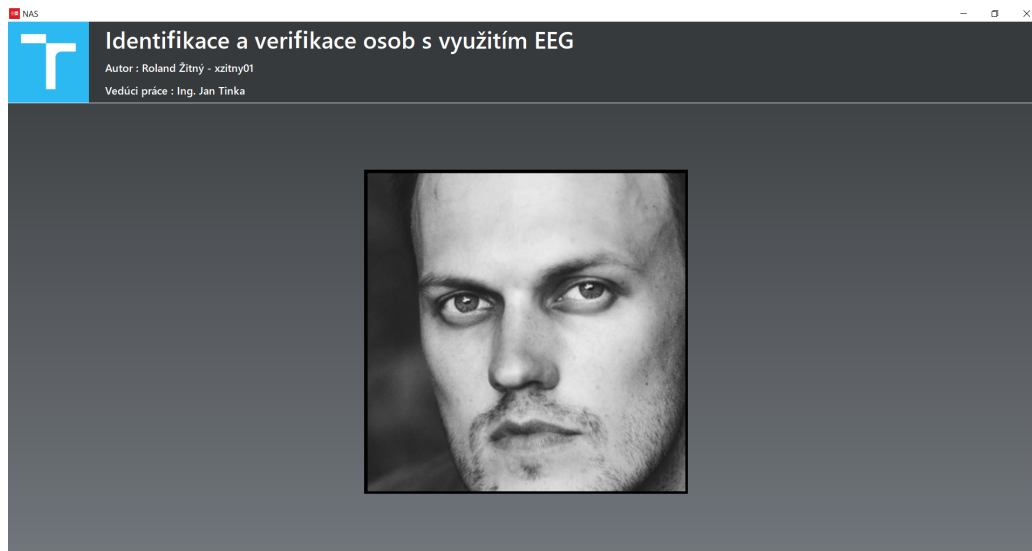 NAS
Identifikace a verifikace osob s využitím EEG
Autor : Roland Žitný - xzitny01
Vedúci práce : Ing. Jan Tinka